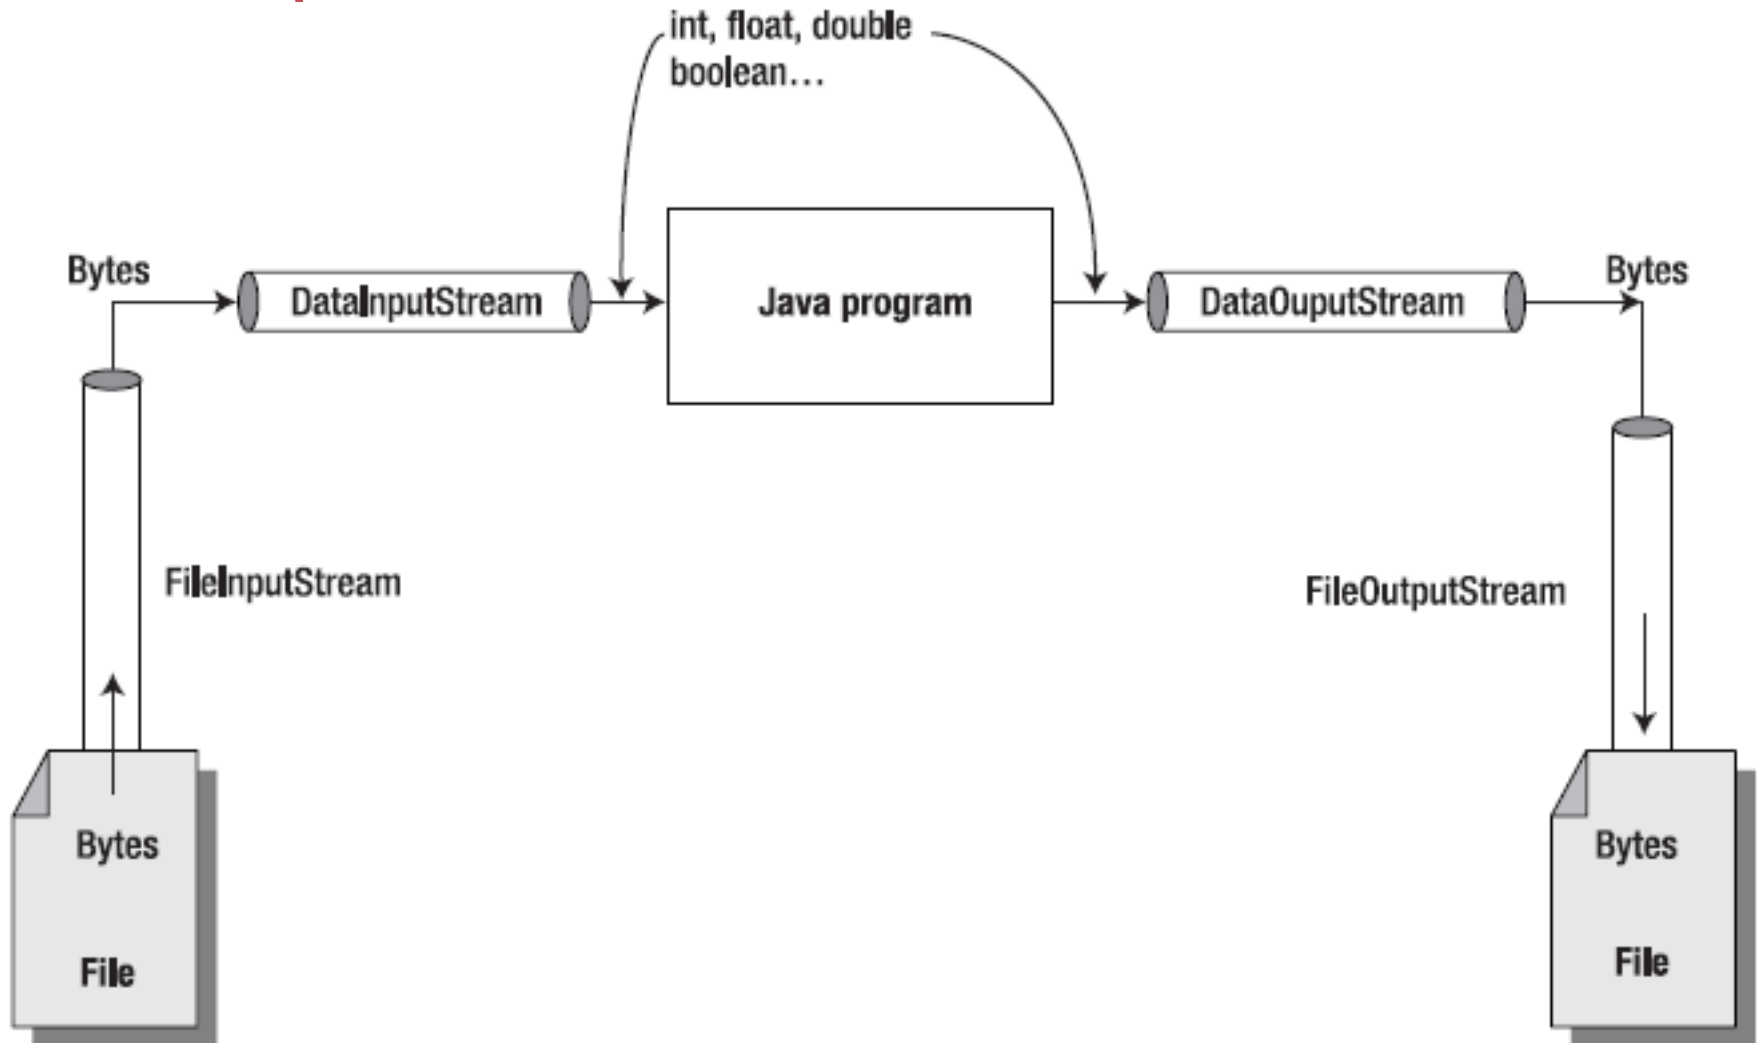 int, float, double
boolean...
Bytes
DataInputStream
Java program
DataOuputStream
Bytes
FileInputStream
FileOutputStream
Bytes
File
Bytes
File